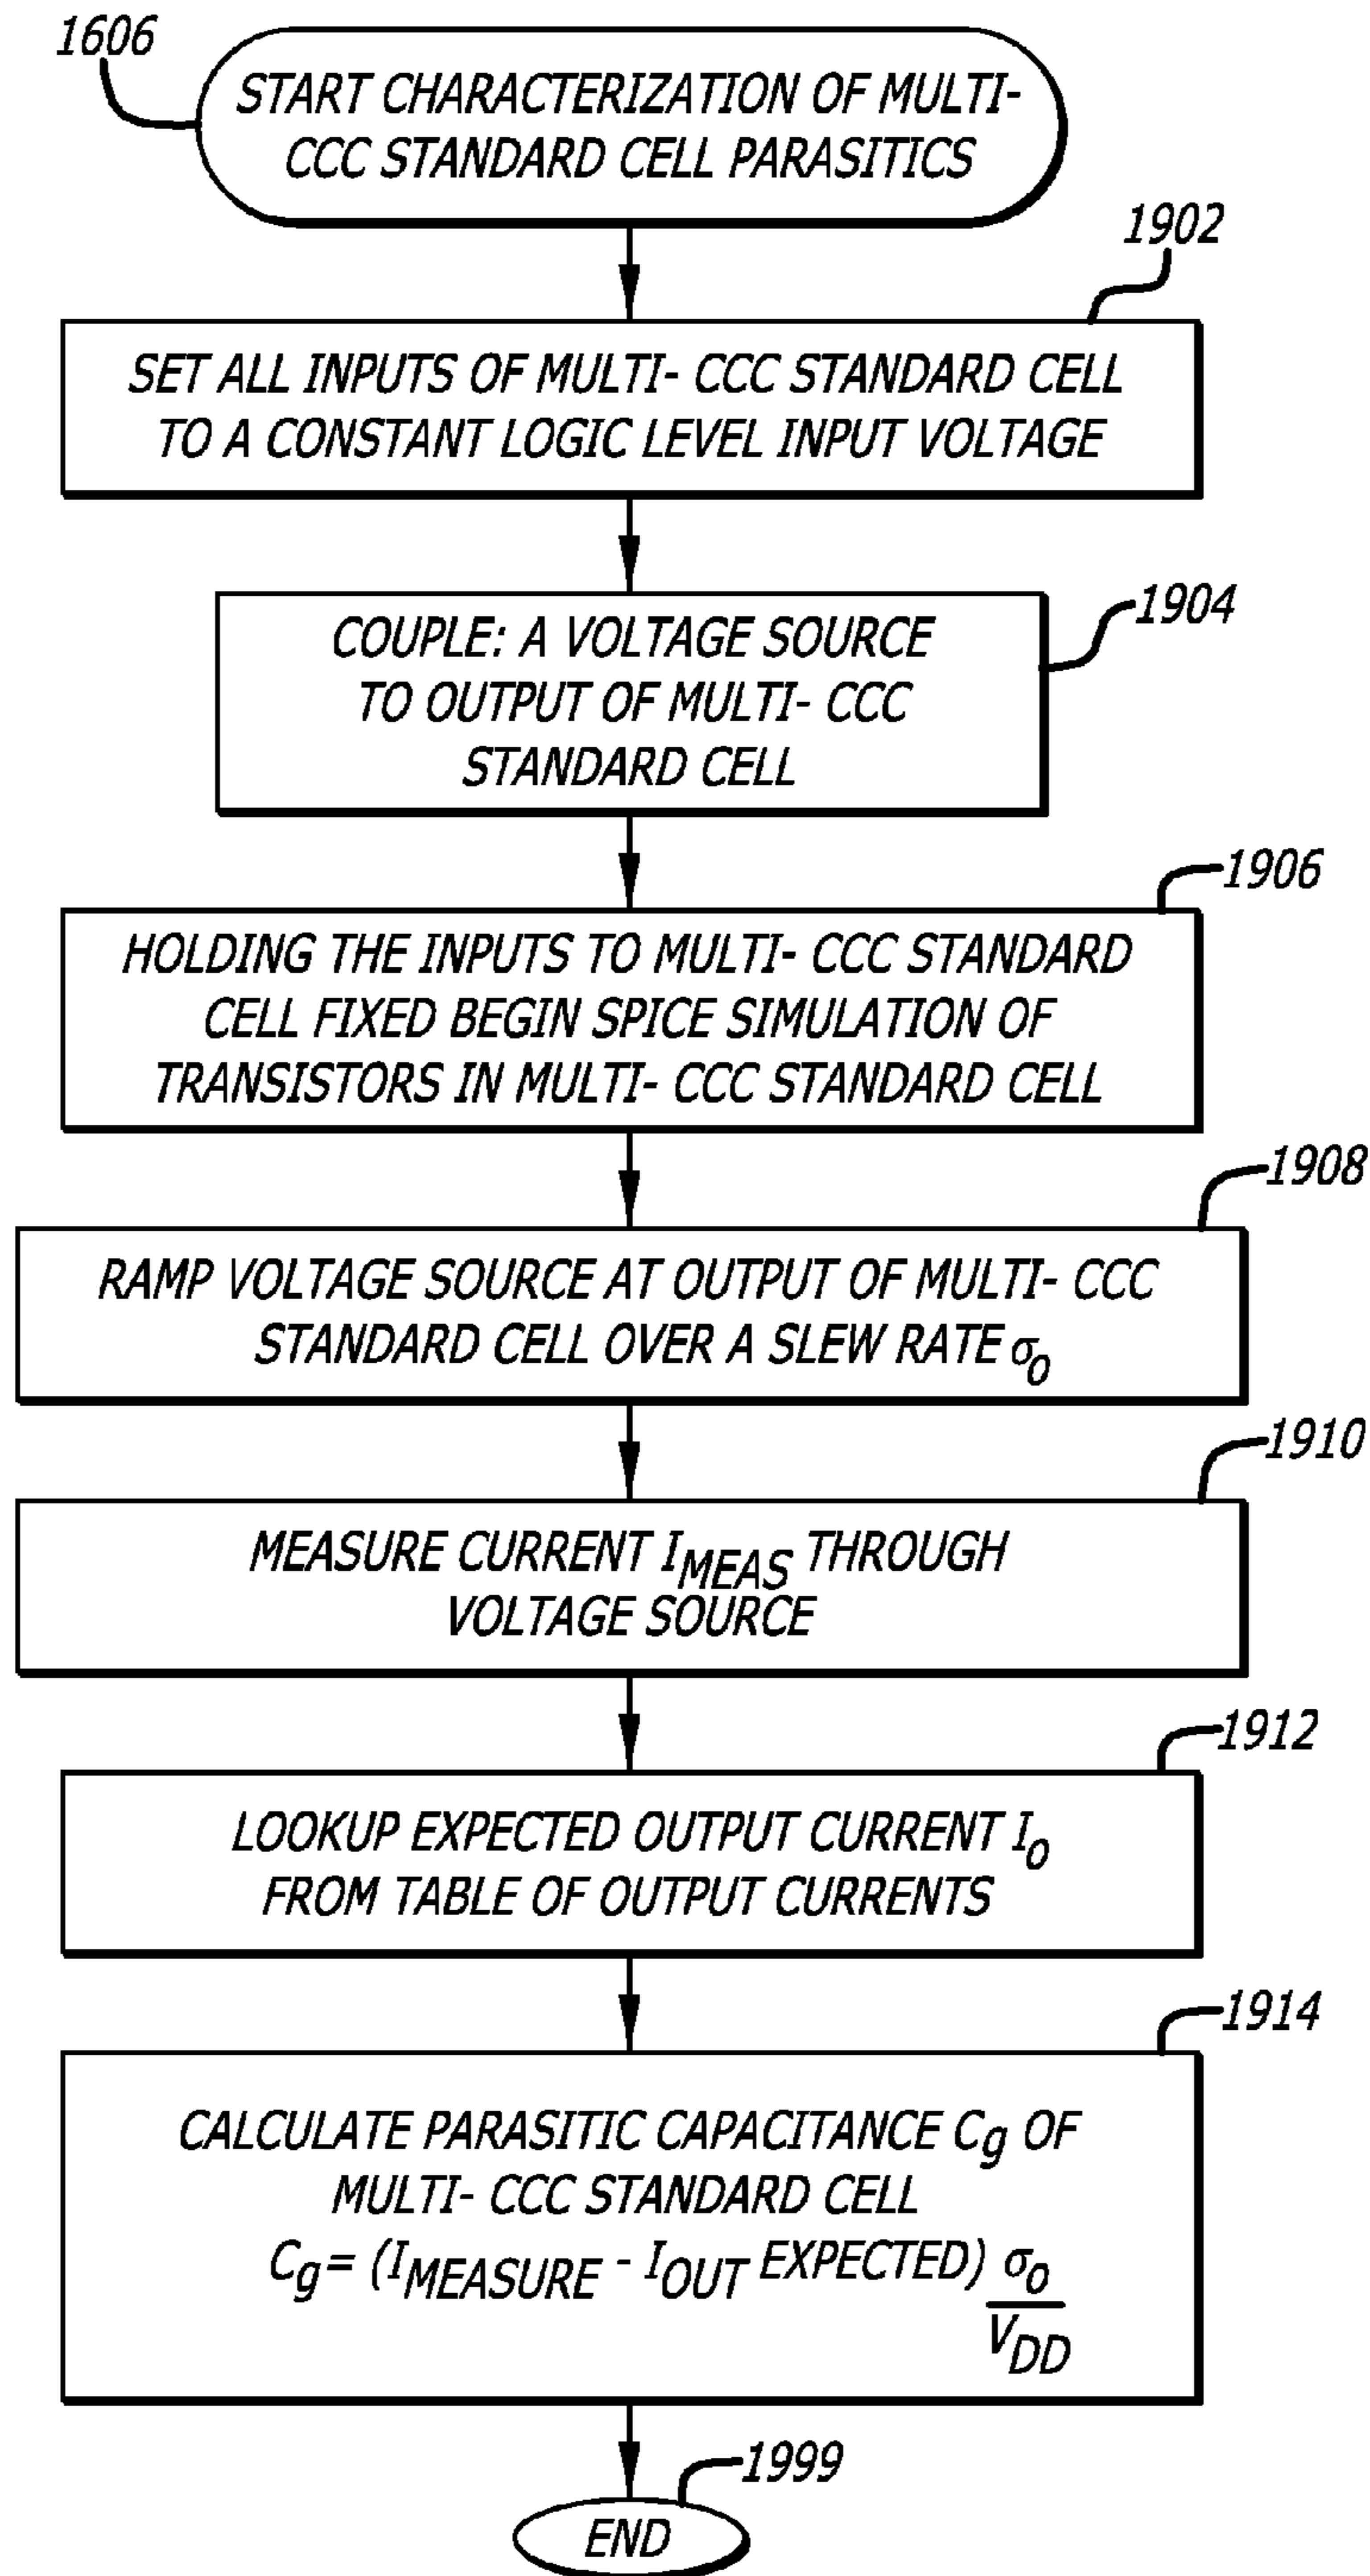 1606
START CHARACTERIZATION OF MULTI-
CCC STANDARD CELL PARASITICS
1902
SET ALL INPUTS OF MULTI- CCC STANDARD CELL
TO A CONSTANT LOGIC LEVEL INPUT VOLTAGE
1904
COUPLE: A VOLTAGE SOURCE
TO OUTPUT OF MULTI- CCC
STANDARD CELL
1906
HOLDING THE INPUTS TO MULTI- CCC STANDARD
CELL FIXED BEGIN SPICE SIMULATION OF
TRANSISTORS IN MULTI- CCC STANDARD CELL
1908
RAMP VOLTAGE SOURCE AT OUTPUT OF MULTI- CCC
STANDARD CELL OVER A SLEW RATE σo
1910
MEASURE CURRENT IMEAS THROUGH
VOLTAGE SOURCE
1912
LOOKUP EXPECTED OUTPUT CURRENT Io
FROM TABLE OF OUTPUT CURRENTS
1914
CALCULATE PARASITIC CAPACITANCE Cg OF
MULTI- CCC STANDARD CELL
Cg = (IMEASURE - IOUT EXPECTED) σo
VDD
1999
END